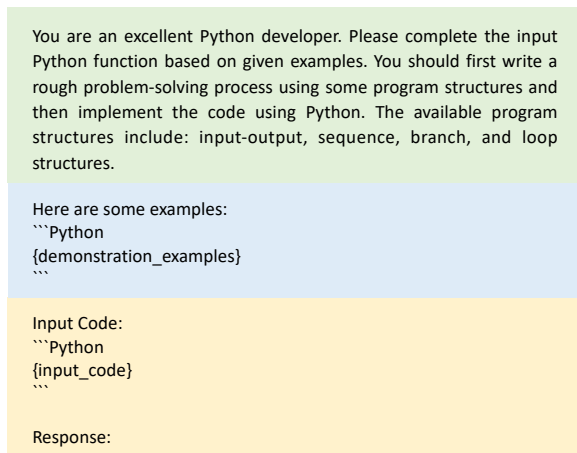 You are an excellent Python developer. Please complete the input
Python function based on given examples. You should first write a
rough problem-solving process using some program structures and
then implement the code using Python. The available program
structures include: input-output, sequence, branch, and loop
structures.
Here are some examples:
```Python
{demonstration_examples}
```
Input Code:
```Python
{input_code}
```
Response: